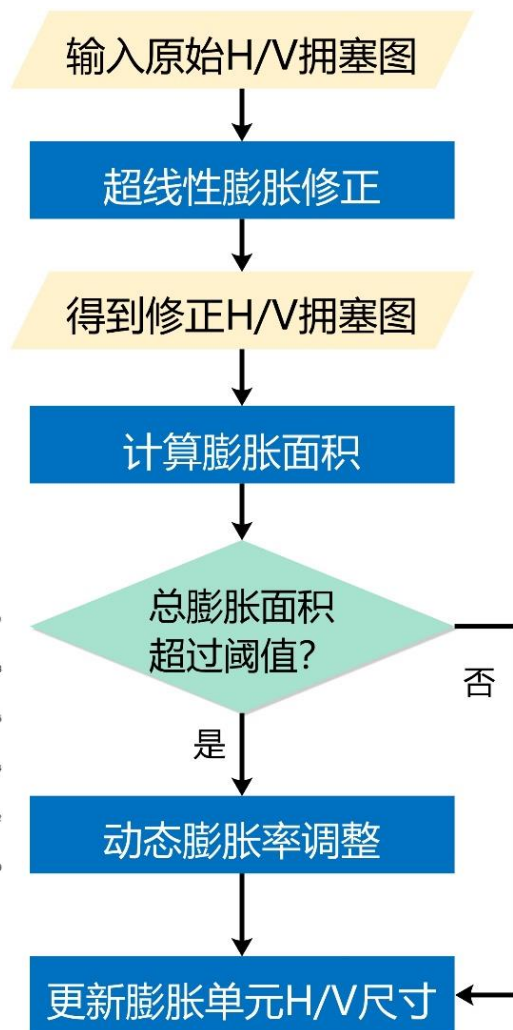 输入原始H/V拥塞图
超线性膨胀修正
得到修正H/V拥塞图
计算膨胀面积
总膨胀面积
超过阈值?
否
是
动态膨胀率调整
更新膨胀单元H/V尺寸